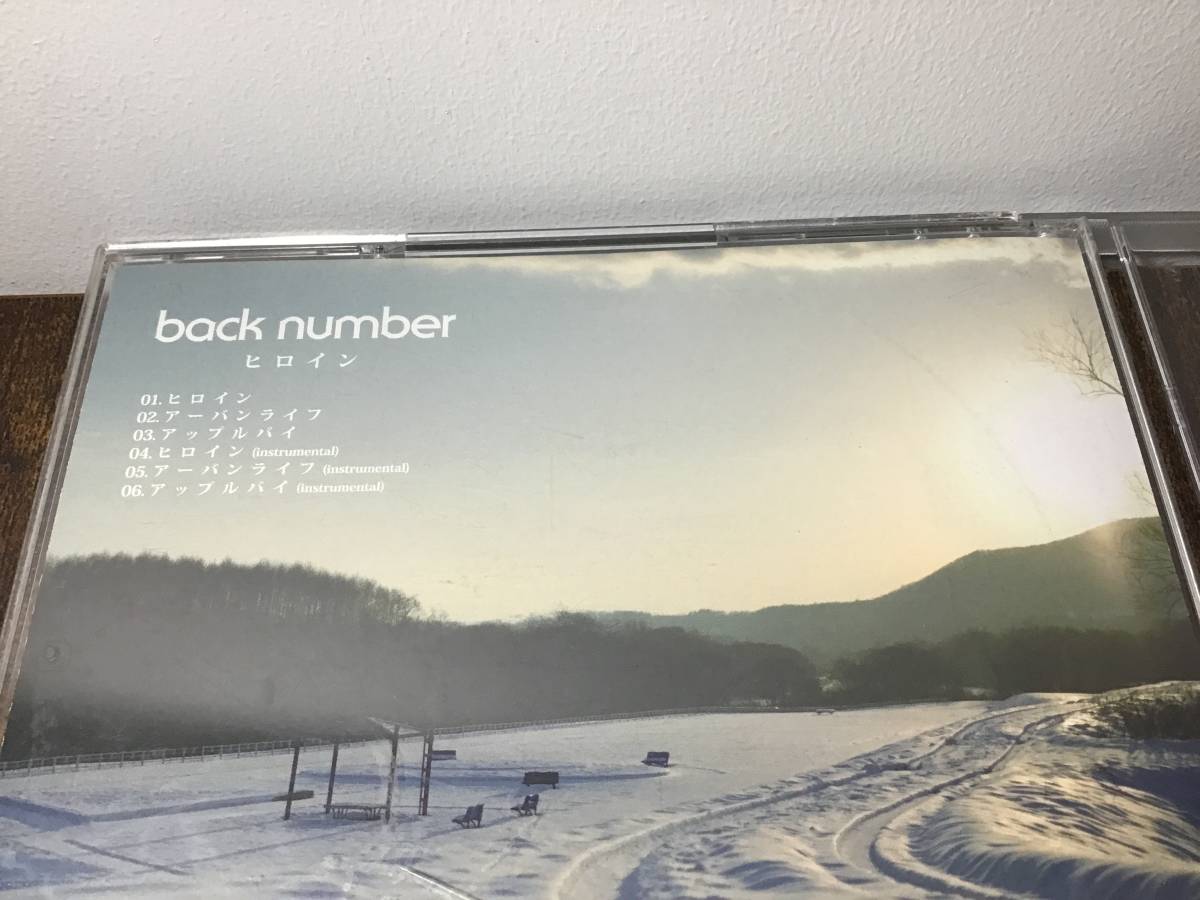 back number
ヒロイン
01.ヒロイン
02.アーバンライフ
03.アップルパイ
04.ヒロイン (instrumental)
05.アーバンライフ (instrumental)
06.アップルパイ (instrumental)